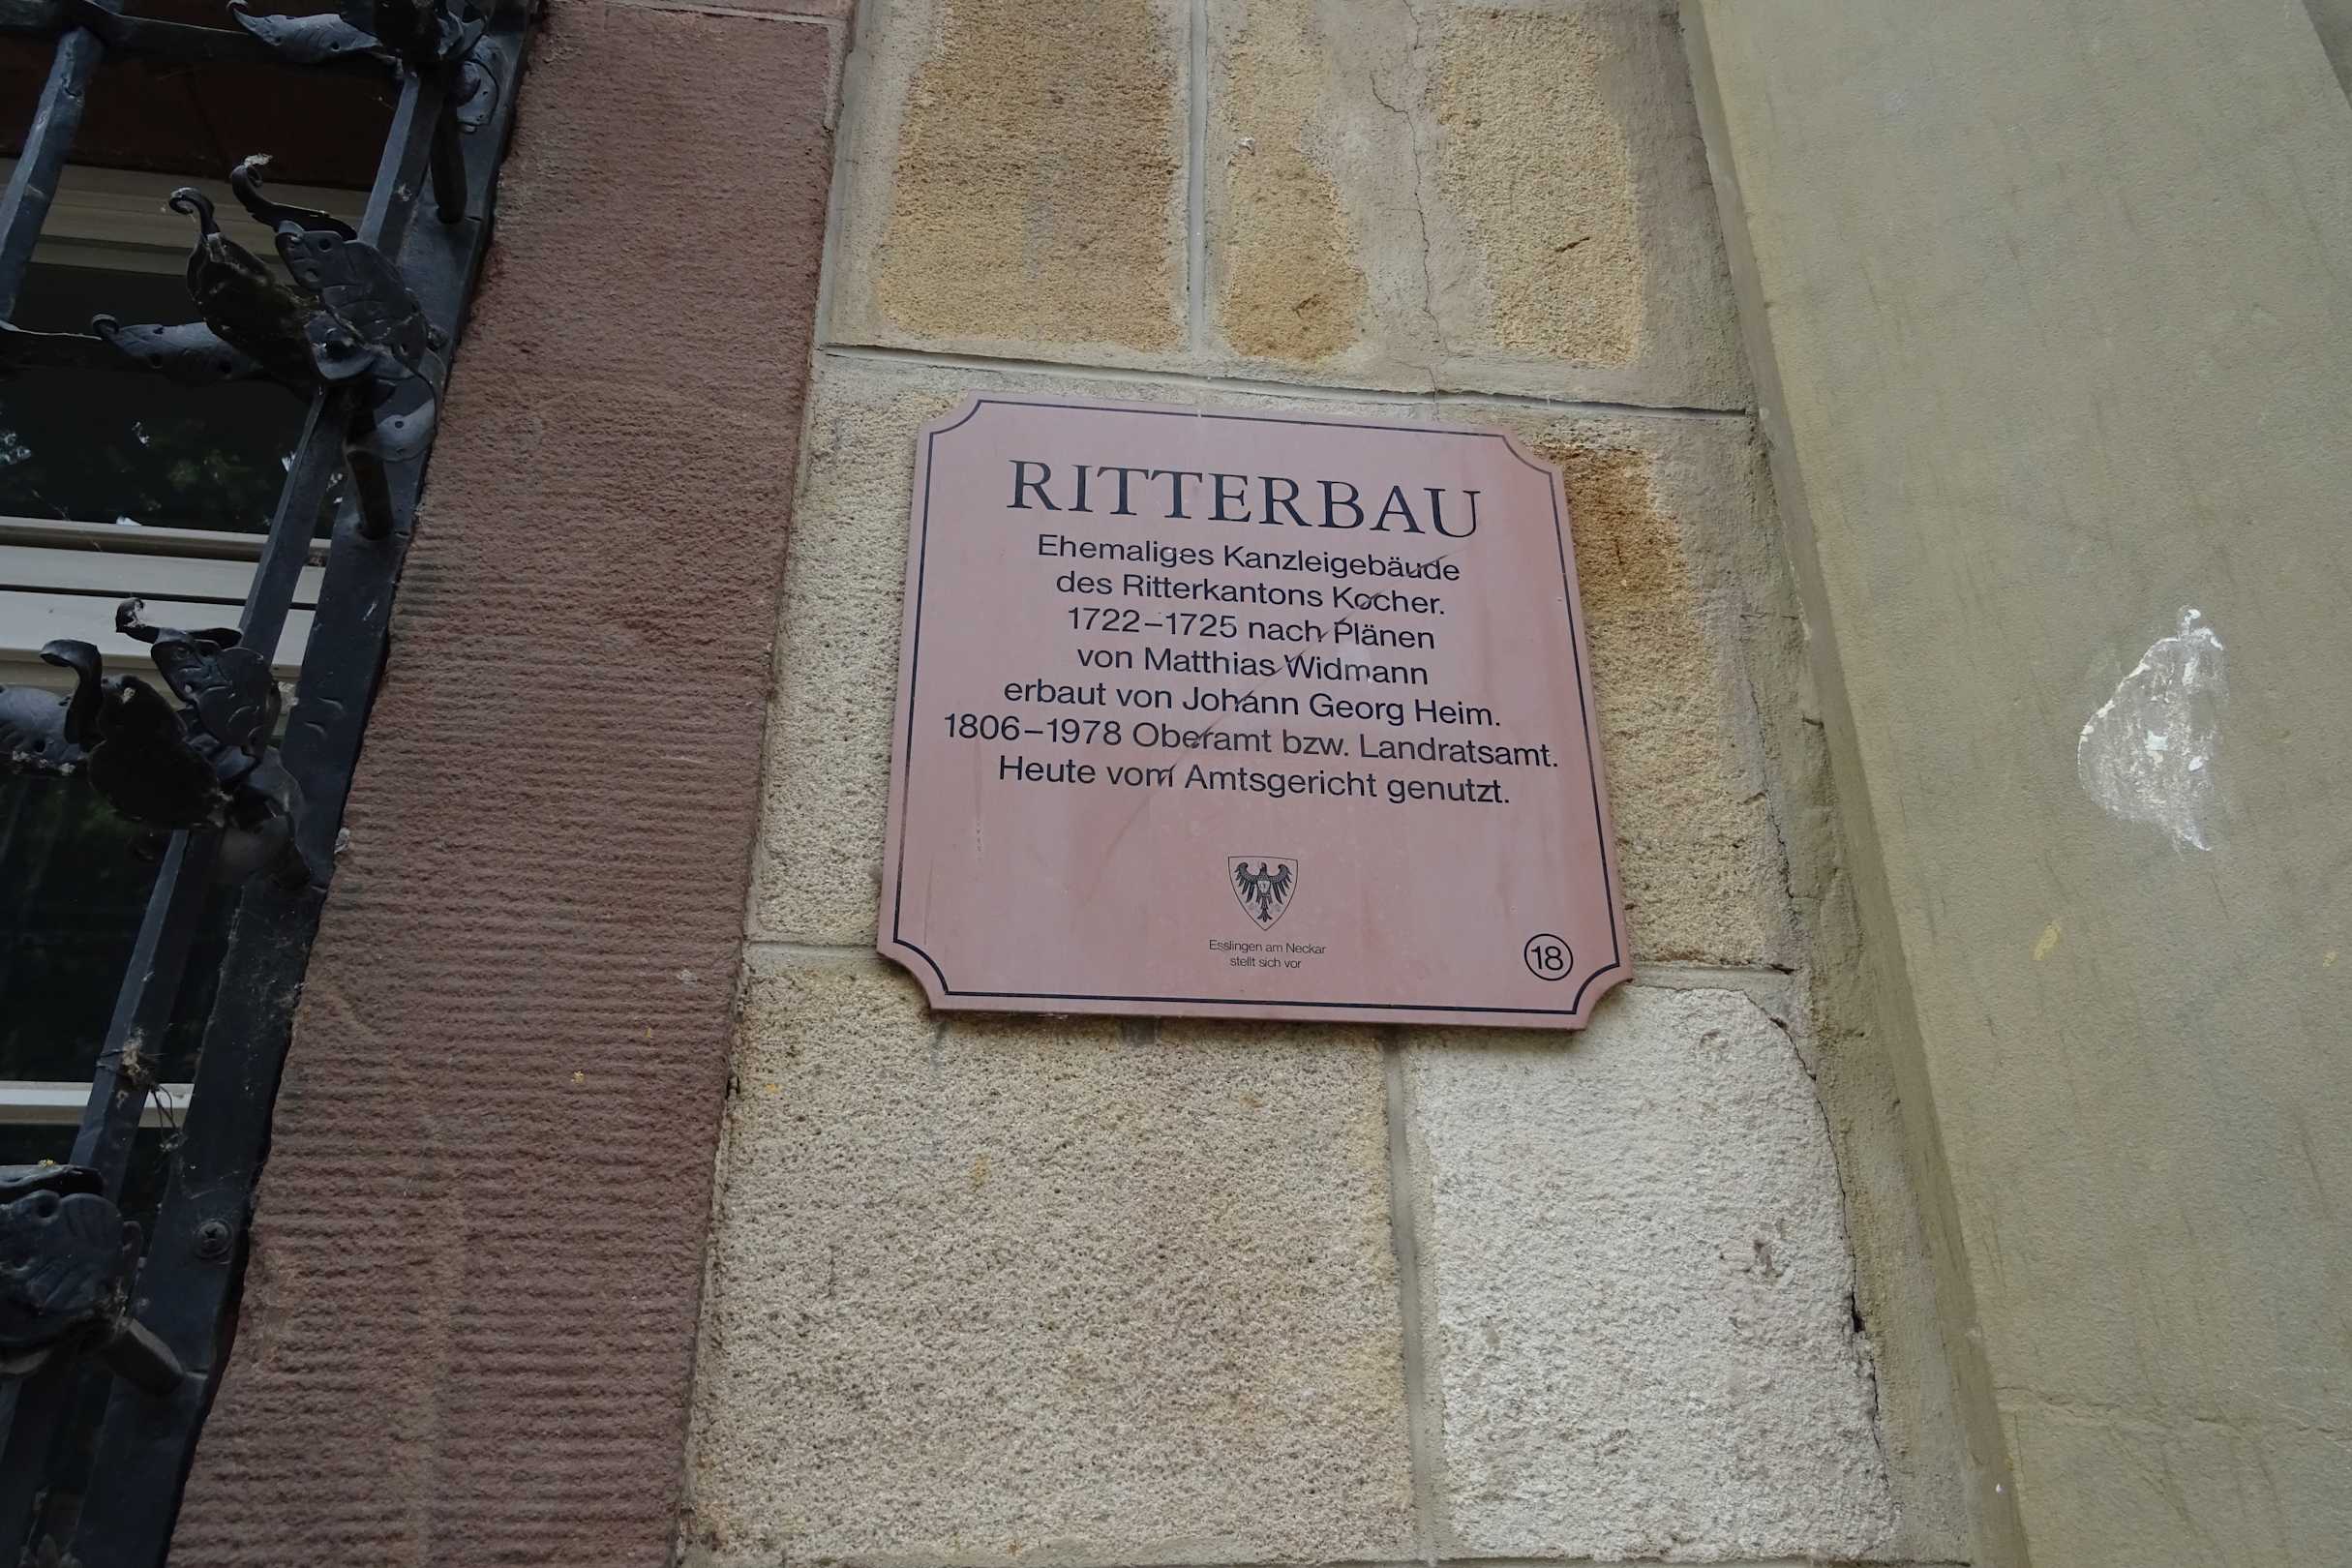 RITTERBAU
Ehemaliges Kanzleigebäude
des Ritterkantons Kocher.
1722–1725 nach Plänen
von Matthias Widmann
erbaut von Johann Georg Heim.
1806–1978 Oberamt bzw. Landratsamt.
Heute vom Amtsgericht genutzt.
Esslingen am Neckar
stellt sich vor
18